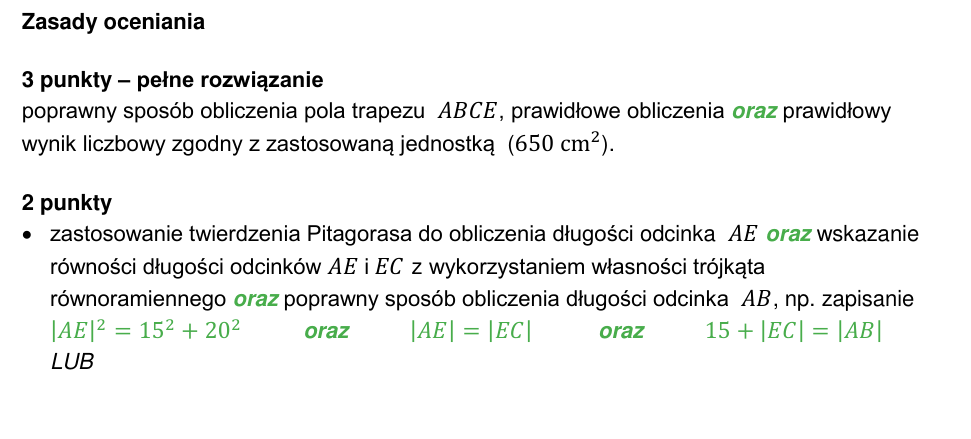 Zasady oceniania
3 punkty – pełne rozwiązanie
poprawny sposób obliczenia pola trapezu ABCE, prawidłowe obliczenia oraz prawidłowy
wynik liczbowy zgodny z zastosowaną jednostką (650 cm²).
2 punkty
• zastosowanie twierdzenia Pitagorasa do obliczenia długości odcinka AE oraz wskazanie
równości długości odcinków AE i EC z wykorzystaniem własności trójkąta
równoramiennego oraz poprawny sposób obliczenia długości odcinka AB, np. zapisanie
|AE|² = 15² + 20² oraz |AE| = |EC| oraz 15 + |EC| = |AB|
LUB